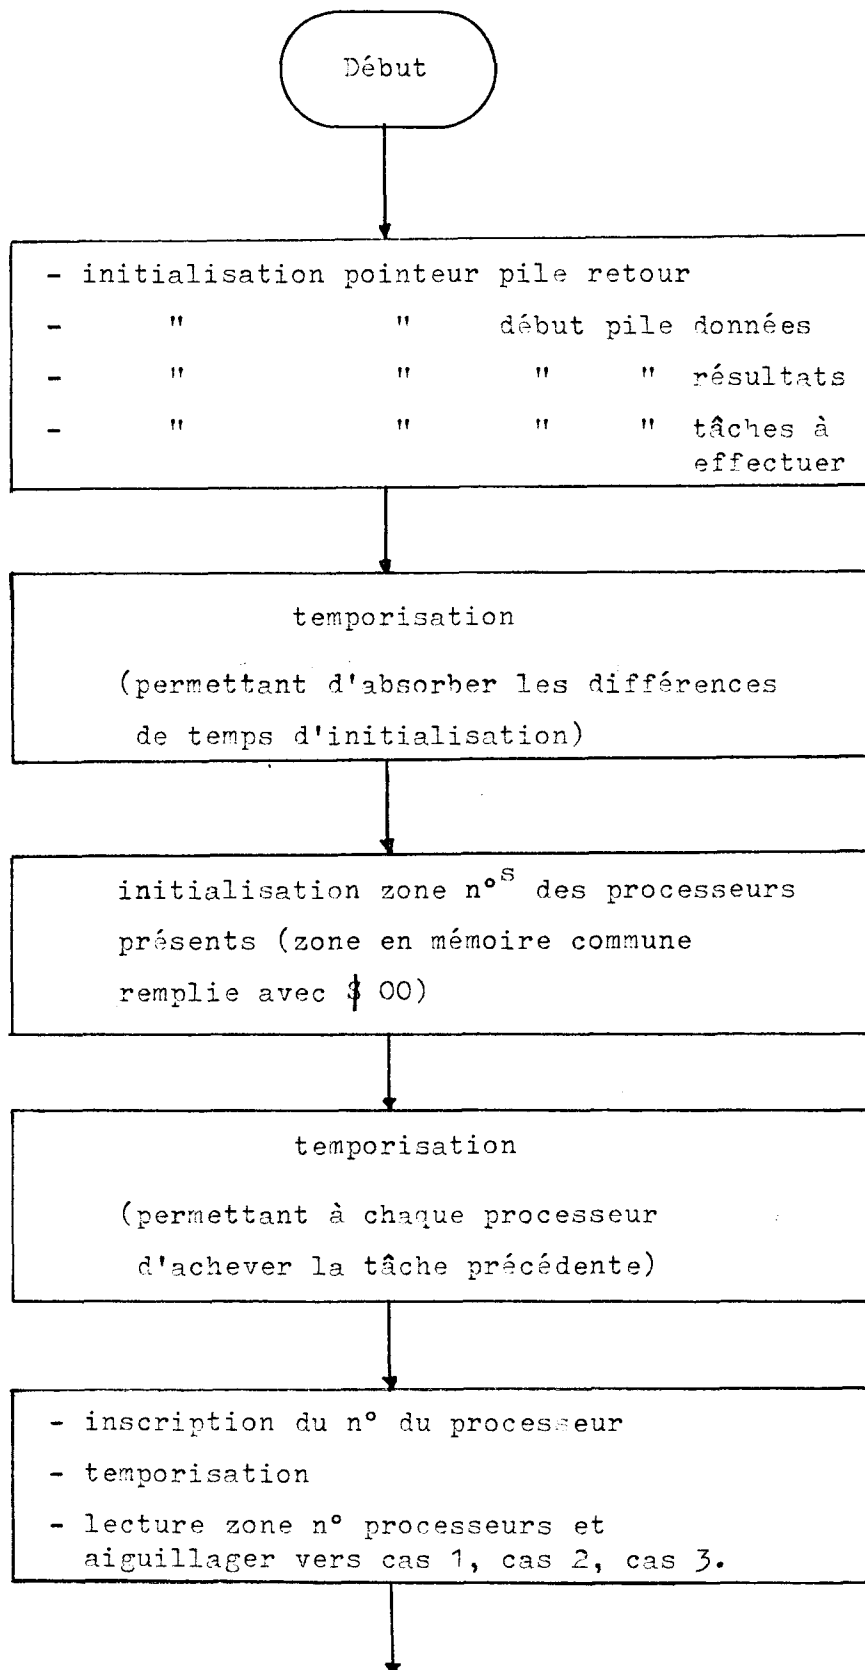 Début
- initialisation pointeur pile retour
- " " début pile données
- " " " " résultats
- " " " " tâches à
effectuer
temporisation
(permettant d'absorber les différences
de temps d'initialisation)
initialisation zone n°s des processeurs
présents (zone en mémoire commune
remplie avec $ 00)
temporisation
(permettant à chaque processeur
d'achever la tâche précédente)
- inscription du n° du processeur
- temporisation
- lecture zone n° processeurs et
aiguillager vers cas 1, cas 2, cas 3.